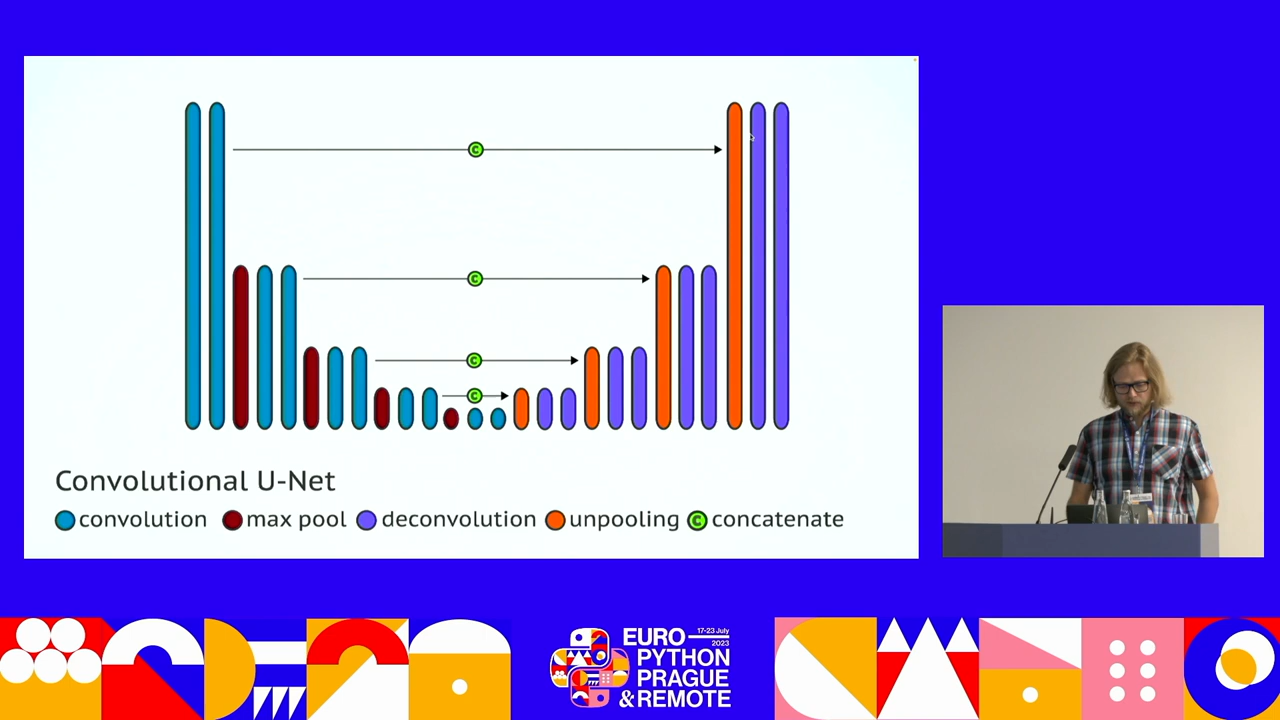 C
C
C
C
Convolutional U-Net
convolution max pool deconvolution unpooling C concatenate
17-23 July
2023
EURO
PYTHON
PRAGUE
& REMOTE